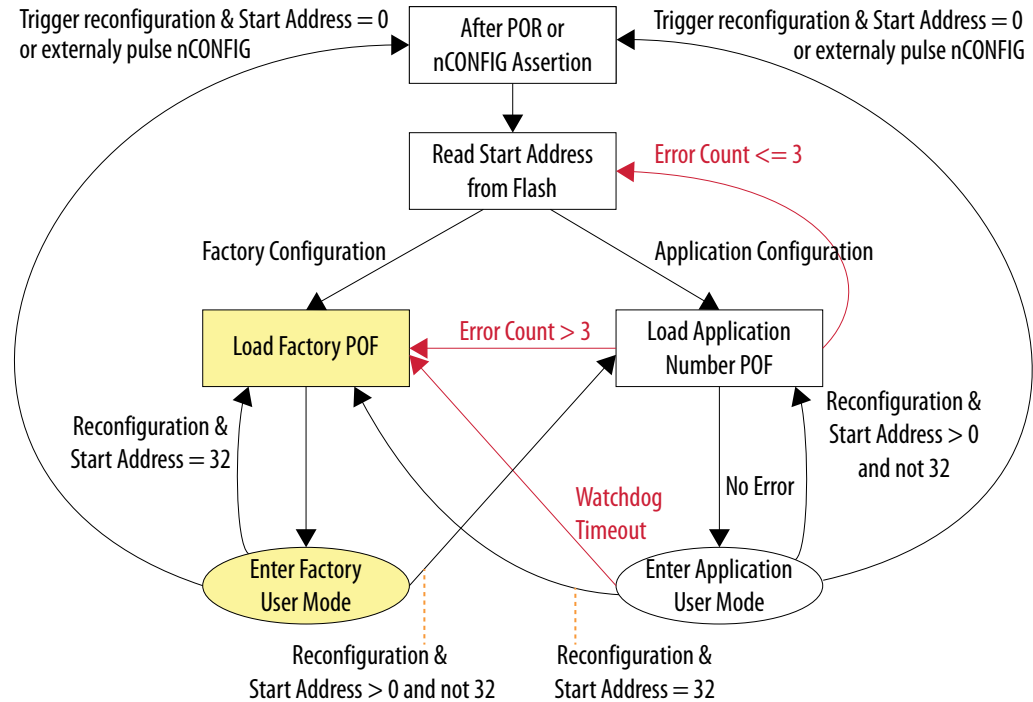 Trigger reconfiguration & Start Address = 0
or externaly pulse nCONFIG
After POR or
nCONFIG Assertion
Trigger reconfiguration & Start Address = 0
or externaly pulse nCONFIG
Read Start Address
from Flash
Error Count <= 3
Factory Configuration
Application Configuration
Load Factory POF
Error Count > 3
Load Application
Number POF
Reconfiguration &
Start Address = 32
Reconfiguration &
Start Address > 0
and not 32
Watchdog
Timeout
No Error
Enter Factory
User Mode
Enter Application
User Mode
Reconfiguration &
Start Address > 0 and not 32
Reconfiguration &
Start Address = 32